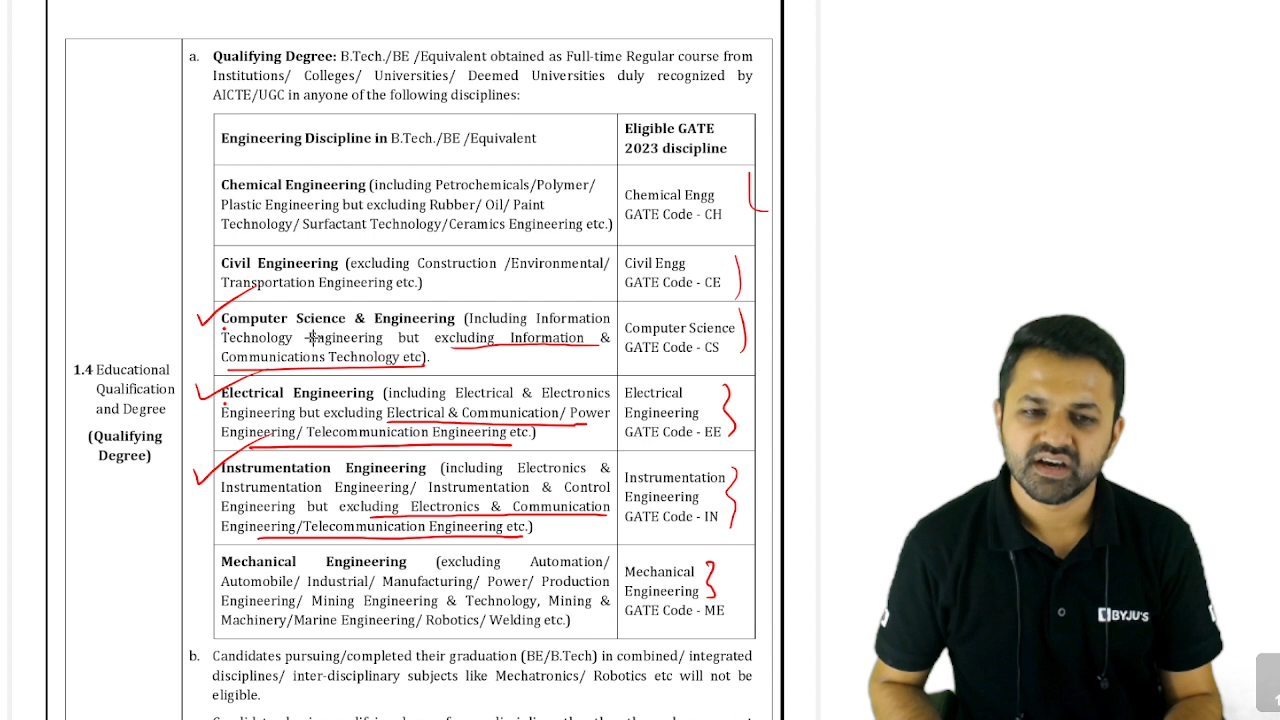 a. Qualifying Degree: B.Tech./BE /Equivalent obtained as Full-time Regular course from
Institutions/ Colleges/ Universities/ Deemed Universities duly recognized by
AICTE/UGC in anyone of the following disciplines:
Engineering Discipline in B.Tech./BE /Equivalent
Eligible GATE
2023 discipline
Chemical Engineering (including Petrochemicals/Polymer/
Plastic Engineering but excluding Rubber/ Oil/ Paint
Technology/ Surfactant Technology/Ceramics Engineering etc.)
Chemical Engg
GATE Code - CH
Civil Engineering (excluding Construction /Environmental/
Transportation Engineering etc.)
Civil Engg
GATE Code - CE
Computer Science & Engineering (Including Information
Technology Engineering but excluding Information &
Communications Technology etc).
Computer Science
GATE Code - CS
1.4 Educational
Qualification
and Degree
(Qualifying
Degree)
Electrical Engineering (including Electrical & Electronics
Engineering but excluding Electrical & Communication/ Power
Engineering/ Telecommunication Engineering etc.)
Electrical
Engineering
GATE Code - EE
Instrumentation Engineering (including Electronics &
Instrumentation Engineering/ Instrumentation & Control
Engineering but excluding Electronics & Communication
Engineering/Telecommunication Engineering etc.)
Instrumentation
Engineering
GATE Code - IN
Mechanical Engineering (excluding Automation/
Automobile/ Industrial/ Manufacturing/ Power/ Production
Engineering/ Mining Engineering & Technology, Mining &
Machinery/Marine Engineering/ Robotics/ Welding etc.)
Mechanical
Engineering
GATE Code - ME
b. Candidates pursuing/completed their graduation (BE/B.Tech) in combined/ integrated
disciplines/ inter-disciplinary subjects like Mechatronics/ Robotics etc will not be
eligible.
BYJU'S